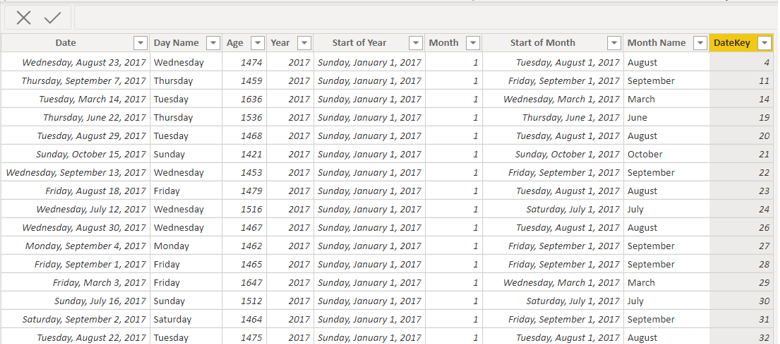 Date Day Name Age Year Start of Year Month Start of Month Month Name DateKey
Wednesday, August 23, 2017 Wednesday 1474 2017 Sunday, January 1, 2017 1 Tuesday, August 1, 2017 August 4
Thursday, September 7, 2017 Thursday 1459 2017 Sunday, January 1, 2017 1 Friday, September 1, 2017 September 11
Tuesday, March 14, 2017 Tuesday 1636 2017 Sunday, January 1, 2017 1 Wednesday, March 1, 2017 March 14
Thursday, June 22, 2017 Thursday 1536 2017 Sunday, January 1, 2017 1 Thursday, June 1, 2017 June 19
Tuesday, August 29, 2017 Tuesday 1468 2017 Sunday, January 1, 2017 1 Tuesday, August 1, 2017 August 20
Sunday, October 15, 2017 Sunday 1421 2017 Sunday, January 1, 2017 1 Sunday, October 1, 2017 October 21
Wednesday, September 13, 2017 Wednesday 1453 2017 Sunday, January 1, 2017 1 Friday, September 1, 2017 September 22
Friday, August 18, 2017 Friday 1479 2017 Sunday, January 1, 2017 1 Tuesday, August 1, 2017 August 23
Wednesday, July 12, 2017 Wednesday 1516 2017 Sunday, January 1, 2017 1 Saturday, July 1, 2017 July 24
Wednesday, August 30, 2017 Wednesday 1467 2017 Sunday, January 1, 2017 1 Tuesday, August 1, 2017 August 26
Monday, September 4, 2017 Monday 1462 2017 Sunday, January 1, 2017 1 Friday, September 1, 2017 September 27
Friday, September 1, 2017 Friday 1465 2017 Sunday, January 1, 2017 1 Friday, September 1, 2017 September 28
Friday, March 3, 2017 Friday 1647 2017 Sunday, January 1, 2017 1 Wednesday, March 1, 2017 March 29
Sunday, July 16, 2017 Sunday 1512 2017 Sunday, January 1, 2017 1 Saturday, July 1, 2017 July 30
Saturday, September 2, 2017 Saturday 1464 2017 Sunday, January 1, 2017 1 Friday, September 1, 2017 September 31
Tuesday, August 22, 2017 Tuesday 1475 2017 Sunday, January 1, 2017 1 Tuesday, August 1, 2017 August 32